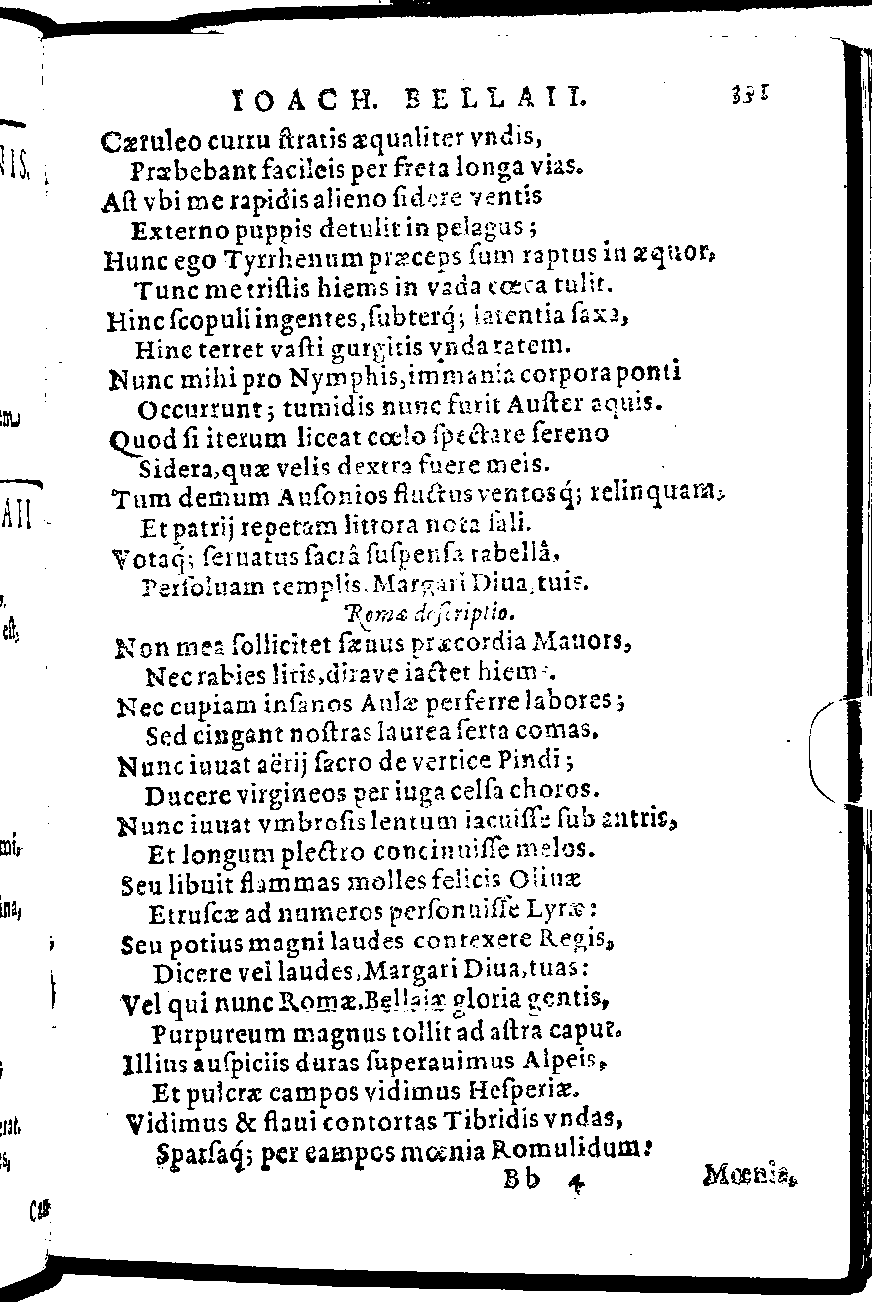 IOACH. BELLAII. 391
Cæruleo curru ſtratis æqualiter vndis,
Præbebant facileis per freta longa vias.
Aſt vbi me rapidis alieno ſidere ventis
Externo puppis detulit in pelagus;
Hunc ego Tyrrhenum præceps ſum raptus in æquor,
Tunc me triſtis hiems in vada cœca tulit.
Hinc ſcopuli ingentes, ſubterq́; latentia ſaxa,
Hinc terret vaſti gurgitis vnda ratem.
Nunc mihi pro Nymphis, immania corpora ponti
Occurrunt; tumidis nunc furit Auſter aquis.
Quod ſi iterum liceat cœlo ſpectare ſereno
Sidera, quæ velis dextra fuere meis.
Tum demum Auſonios fluctus ventosq́; relinquam,
Et patrij repetam littora nota ſali.
Votaq́; ſeruatus ſacrâ ſuſpenſa tabellâ,
Perſoluam templis, Margari Diua, tuis.
Romæ deſcriptio.
Non mea ſollicitet ſæuus præcordia Mauors,
Nec rabies litis, dirave iactet hiems.
Nec cupiam inſanos Aulæ perferre labores;
Sed cingant noſtras laurea ſerta comas.
Nunc iuuat aërij ſacro de vertice Pindi;
Ducere virgineos per iuga celſa choros.
Nunc iuuat vmbroſis lentum iacuiſſe ſub antris,
Et longum plectro concinuiſſe melos.
Seu libuit flammas molles felicis Oliuæ
Etruſcæ ad numeros perſonuiſſe Lyræ:
Seu potius magni laudes contexere Regis,
Dicere vel laudes, Margari Diua, tuas:
Vel qui nunc Romæ, Bellaiæ gloria gentis,
Purpureum magnus tollit ad aſtra caput.
Illius auſpiciis duras ſuperauimus Alpeis,
Et pulcræ campos vidimus Heſperiæ.
Vidimus & flaui contortas Tibridis vndas,
Sparſaq́; per campos mœnia Romulidum:
Bb 4 Mœnia,